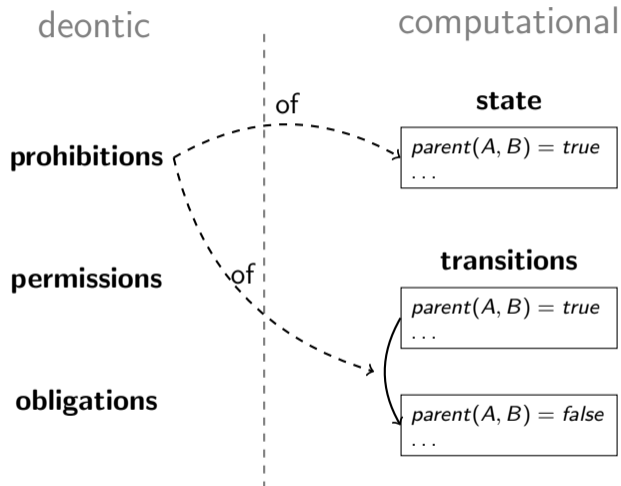 deontic
computational
of
state
prohibitions
parent(A, B) = true
...
permissions
of
transitions
parent(A, B) = true
...
obligations
parent(A, B) = false
...